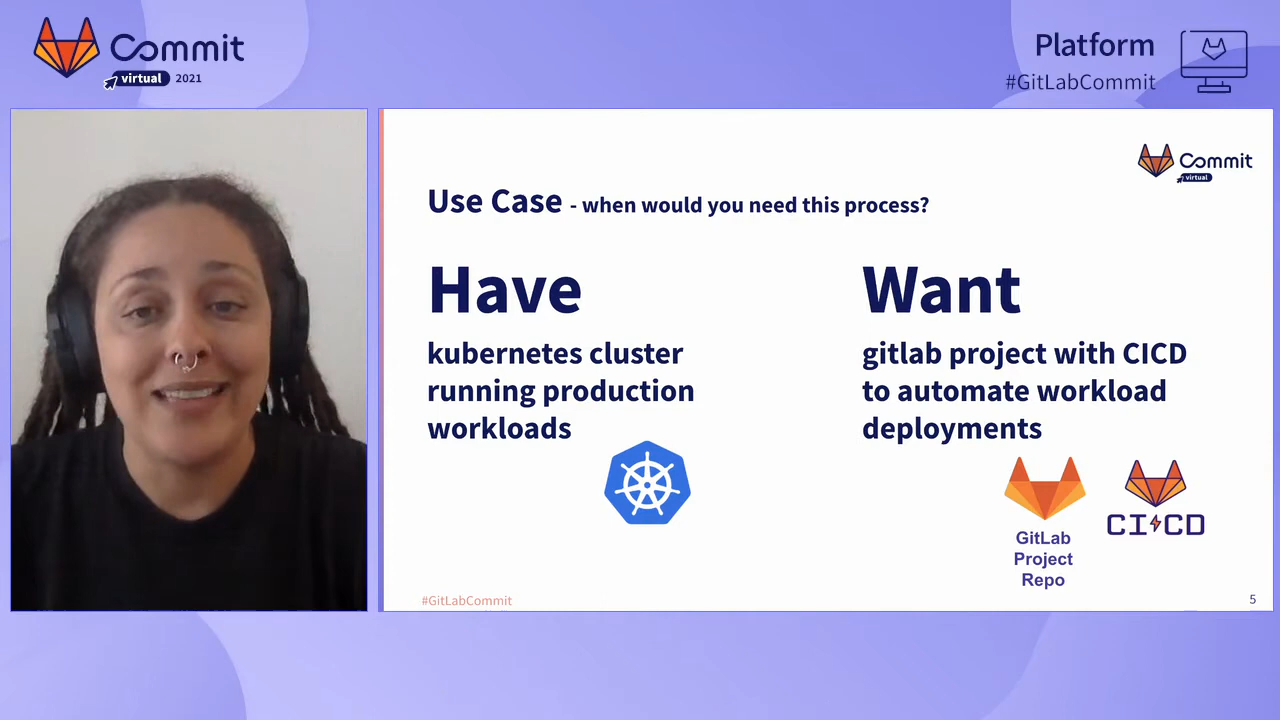 Commit
virtual 2021
Platform
#GitLabCommit
Commit
virtual
Use Case - when would you need this process?
Have
kubernetes cluster
running production
workloads
Want
gitlab project with CICD
to automate workload
deployments
GitLab
Project
Repo
CI CD
#GitLabCommit
5